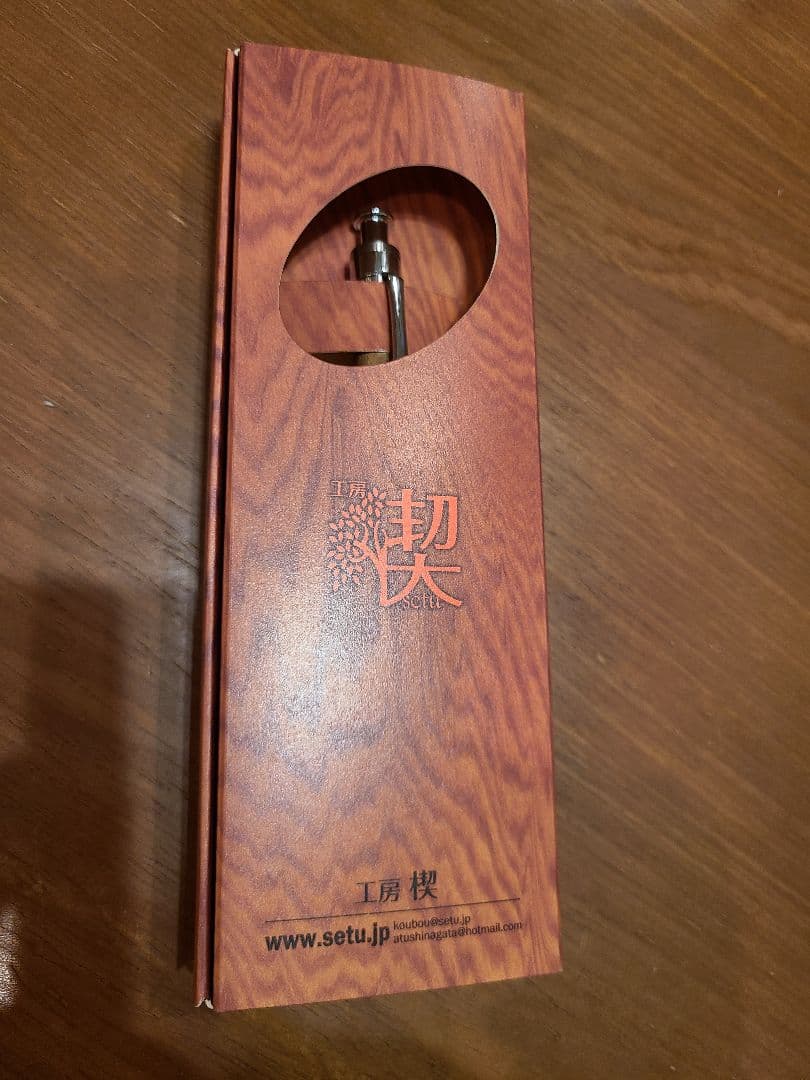 工房
楔
setu
工房 楔
www.setu.jp
koubou@setu.jp
atushinagata@hotmail.com